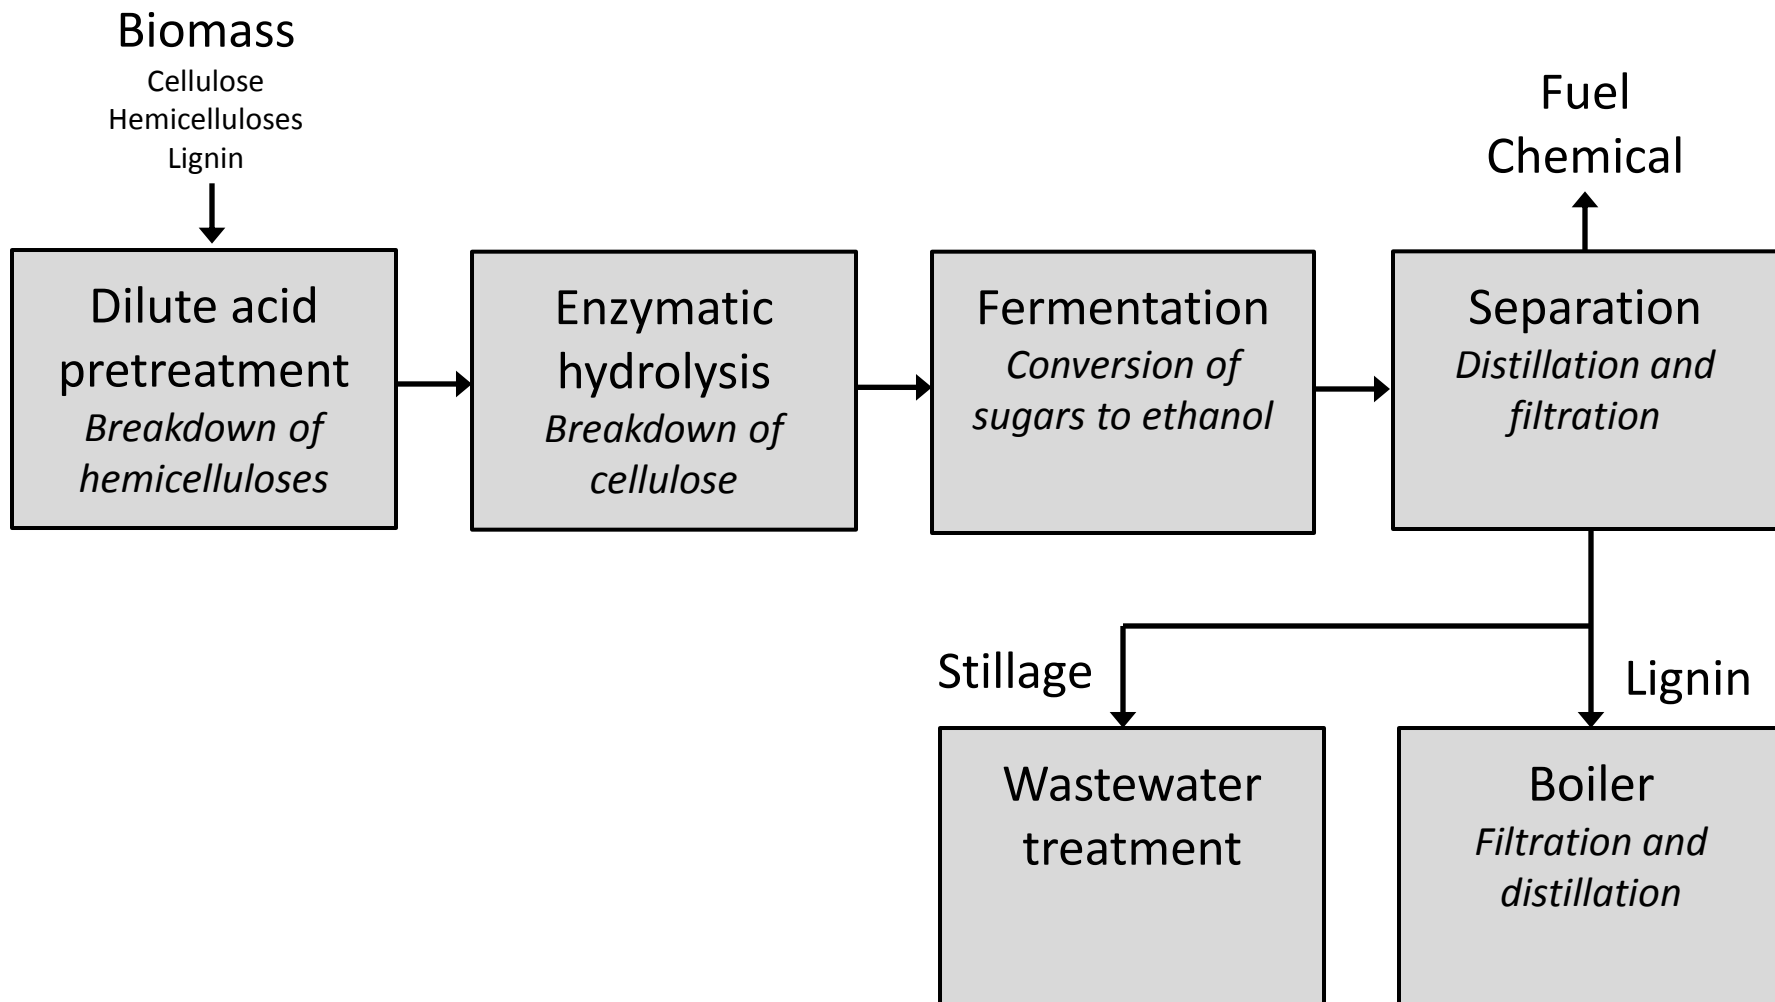 Biomass
Cellulose
Hemicelluloses
Lignin
Fuel
Chemical
Dilute acid
pretreatment
Breakdown of
hemicelluloses
Enzymatic
hydrolysis
Breakdown of
cellulose
Fermentation
Conversion of
sugars to ethanol
Separation
Distillation and
filtration
Stillage
Lignin
Wastewater
treatment
Boiler
Filtration and
distillation